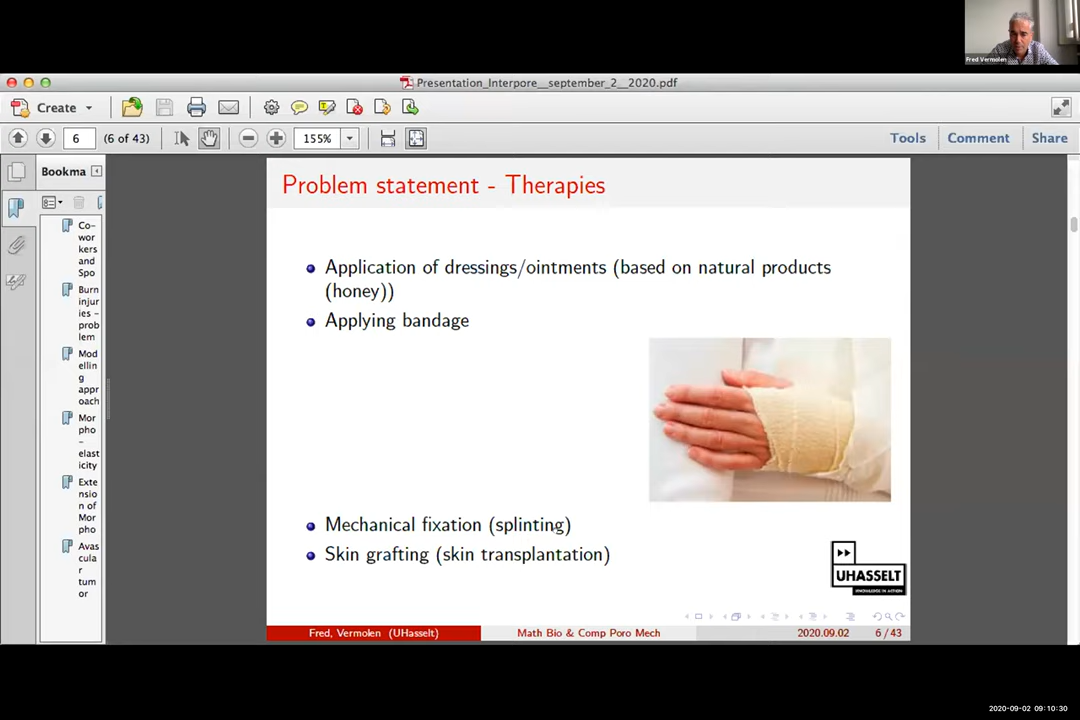 Fred Vermolen
Presentation_Interpore__september_2__2020.pdf
Create
6 (6 of 43) 155% Tools Comment Share
Bookma
Co-
wor
kers
and
Spo
Burn
injur
ies –
prob
lem
Mod
ellin
g
appr
oach
Mor
pho
-
elast
icity
Exte
nsio
n of
Mor
pho
Avas
cula
r
tum
or
Problem statement - Therapies
Application of dressings/ointments (based on natural products
(honey))
Applying bandage
Mechanical fixation (splinting)
Skin grafting (skin transplantation)
UHASSELT
KNOWLEDGE IN ACTION
Fred, Vermolen (UHasselt) Math Bio & Comp Poro Mech 2020.09.02 6 / 43
2020-09-02 09:10:30